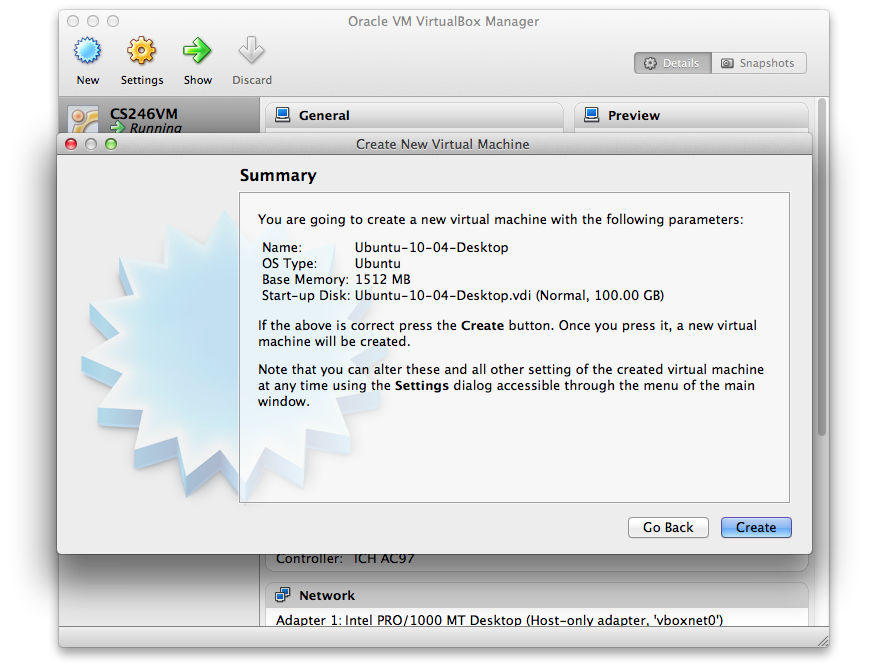 Oracle VM VirtualBox Manager
New
Settings
Show
Discard
Details
Snapshots
CS246VM
Running
General
Preview
Create New Virtual Machine
Summary
You are going to create a new virtual machine with the following parameters:
Name: Ubuntu-10-04-Desktop
OS Type: Ubuntu
Base Memory: 1512 MB
Start-up Disk: Ubuntu-10-04-Desktop.vdi (Normal, 100.00 GB)
If the above is correct press the Create button. Once you press it, a new virtual
machine will be created.
Note that you can alter these and all other setting of the created virtual machine
at any time using the Settings dialog accessible through the menu of the main
window.
Go Back
Create
Controller: ICH AC97
Network
Adapter 1: Intel PRO/1000 MT Desktop (Host-only adapter, 'vboxnet0')